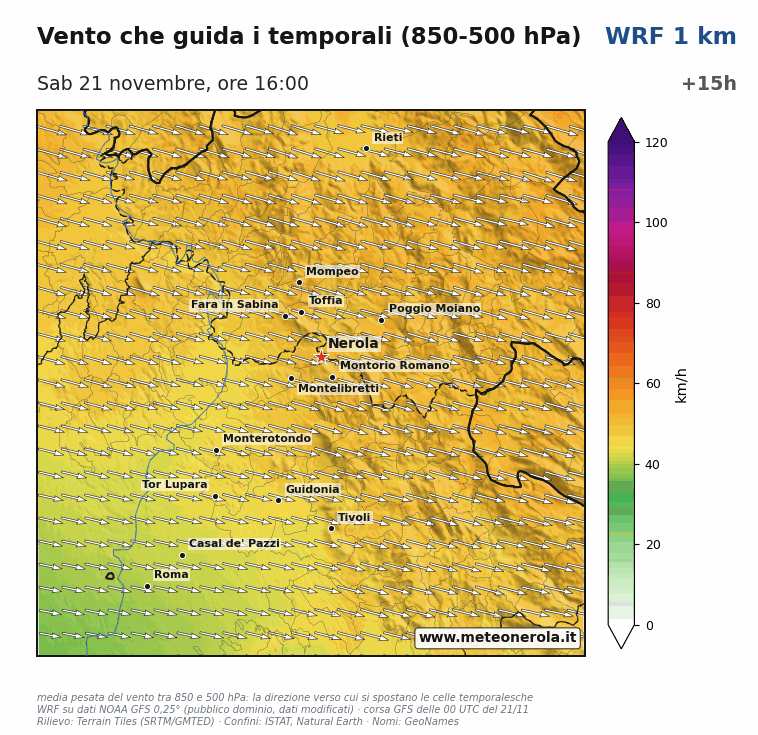 Vento che guida i temporali (850-500 hPa) WRF 1 km
Sab 21 novembre, ore 16:00 +15h
Rieti
Mompeo
Fara in Sabina
Toffia
Poggio Moiano
Nerola
Montorio Romano
Montelibretti
Monterotondo
Tor Lupara
Guidonia
Tivoli
Casal de' Pazzi
Roma
www.meteonerola.it
120
100
80
60
40
20
0
km/h
media pesata del vento tra 850 e 500 hPa: la direzione verso cui si spostano le celle temporalesche
WRF su dati NOAA GFS 0,25° (pubblico dominio, dati modificati) · corsa GFS delle 00 UTC del 21/11
Rilievo: Terrain Tiles (SRTM/GMTED) · Confini: ISTAT, Natural Earth · Nomi: GeoNames